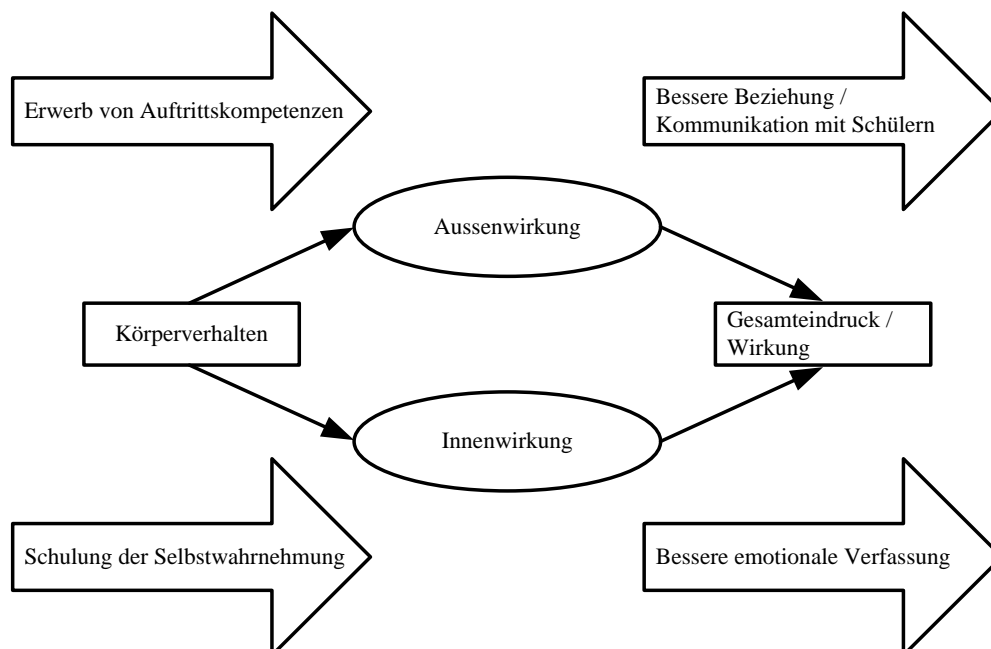 Erwerb von Auftrittskompetenzen
Bessere Beziehung /
Kommunikation mit Schülern
Aussenwirkung
Körperverhalten
Gesamteindruck /
Wirkung
Innenwirkung
Schulung der Selbstwahrnehmung
Bessere emotionale Verfassung